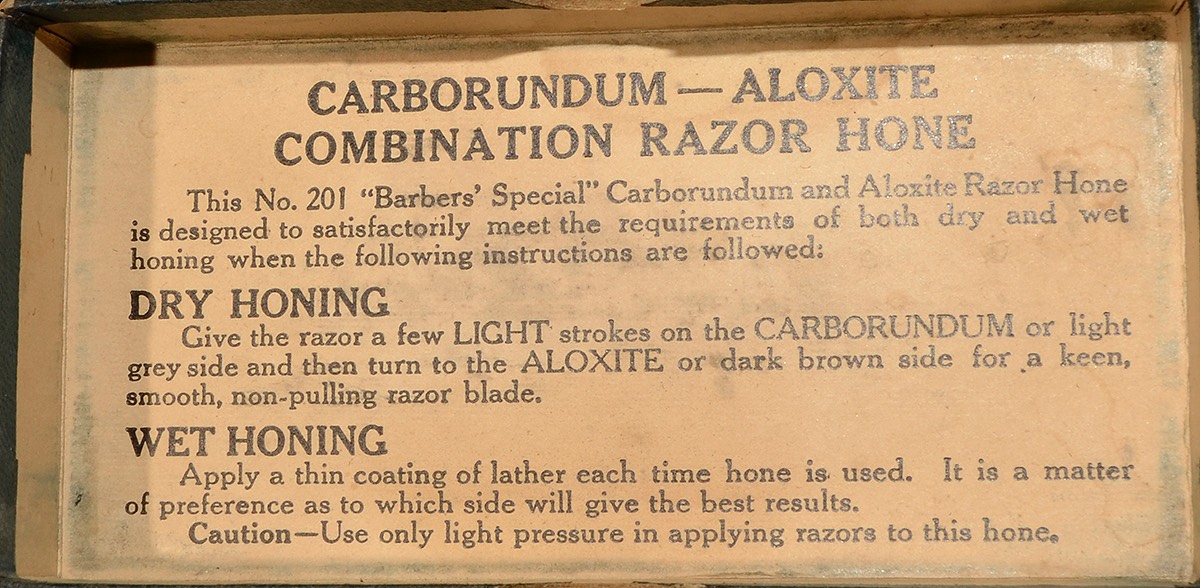 CARBORUNDUM — ALOXITE
COMBINATION RAZOR HONE
This No. 201 “Barbers’ Special” Carborundum and Aloxite Razor Hone
is designed to satisfactorily meet the requirements of both dry and wet
honing when the following instructions are followed:
DRY HONING
Give the razor a few LIGHT strokes on the CARBORUNDUM or light
grey side and then turn to the ALOXITE or dark brown side for a keen,
smooth, non-pulling razor blade.
WET HONING
Apply a thin coating of lather each time hone is used. It is a matter
of preference as to which side will give the best results.
Caution—Use only light pressure in applying razors to this hone.